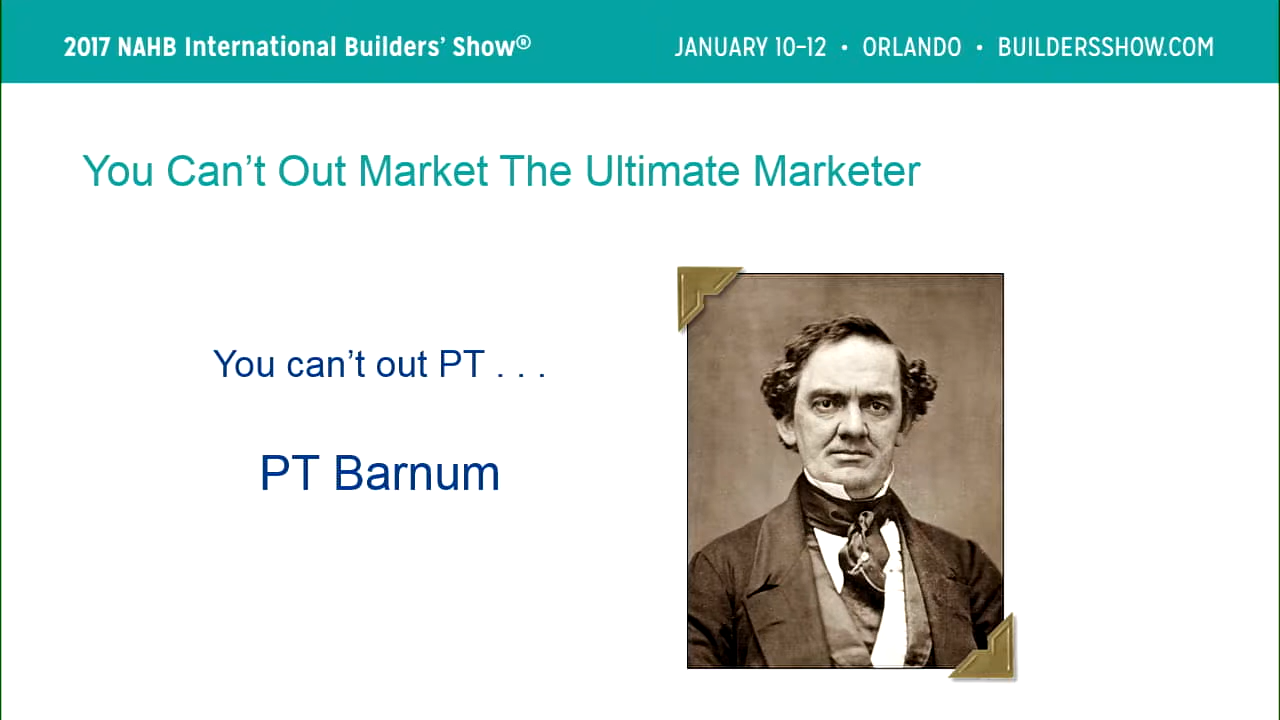 2017 NAHB International Builders’ Show®
JANUARY 10–12 • ORLANDO • BUILDERSSHOW.COM
You Can’t Out Market The Ultimate Marketer
You can’t out PT . . .
PT Barnum